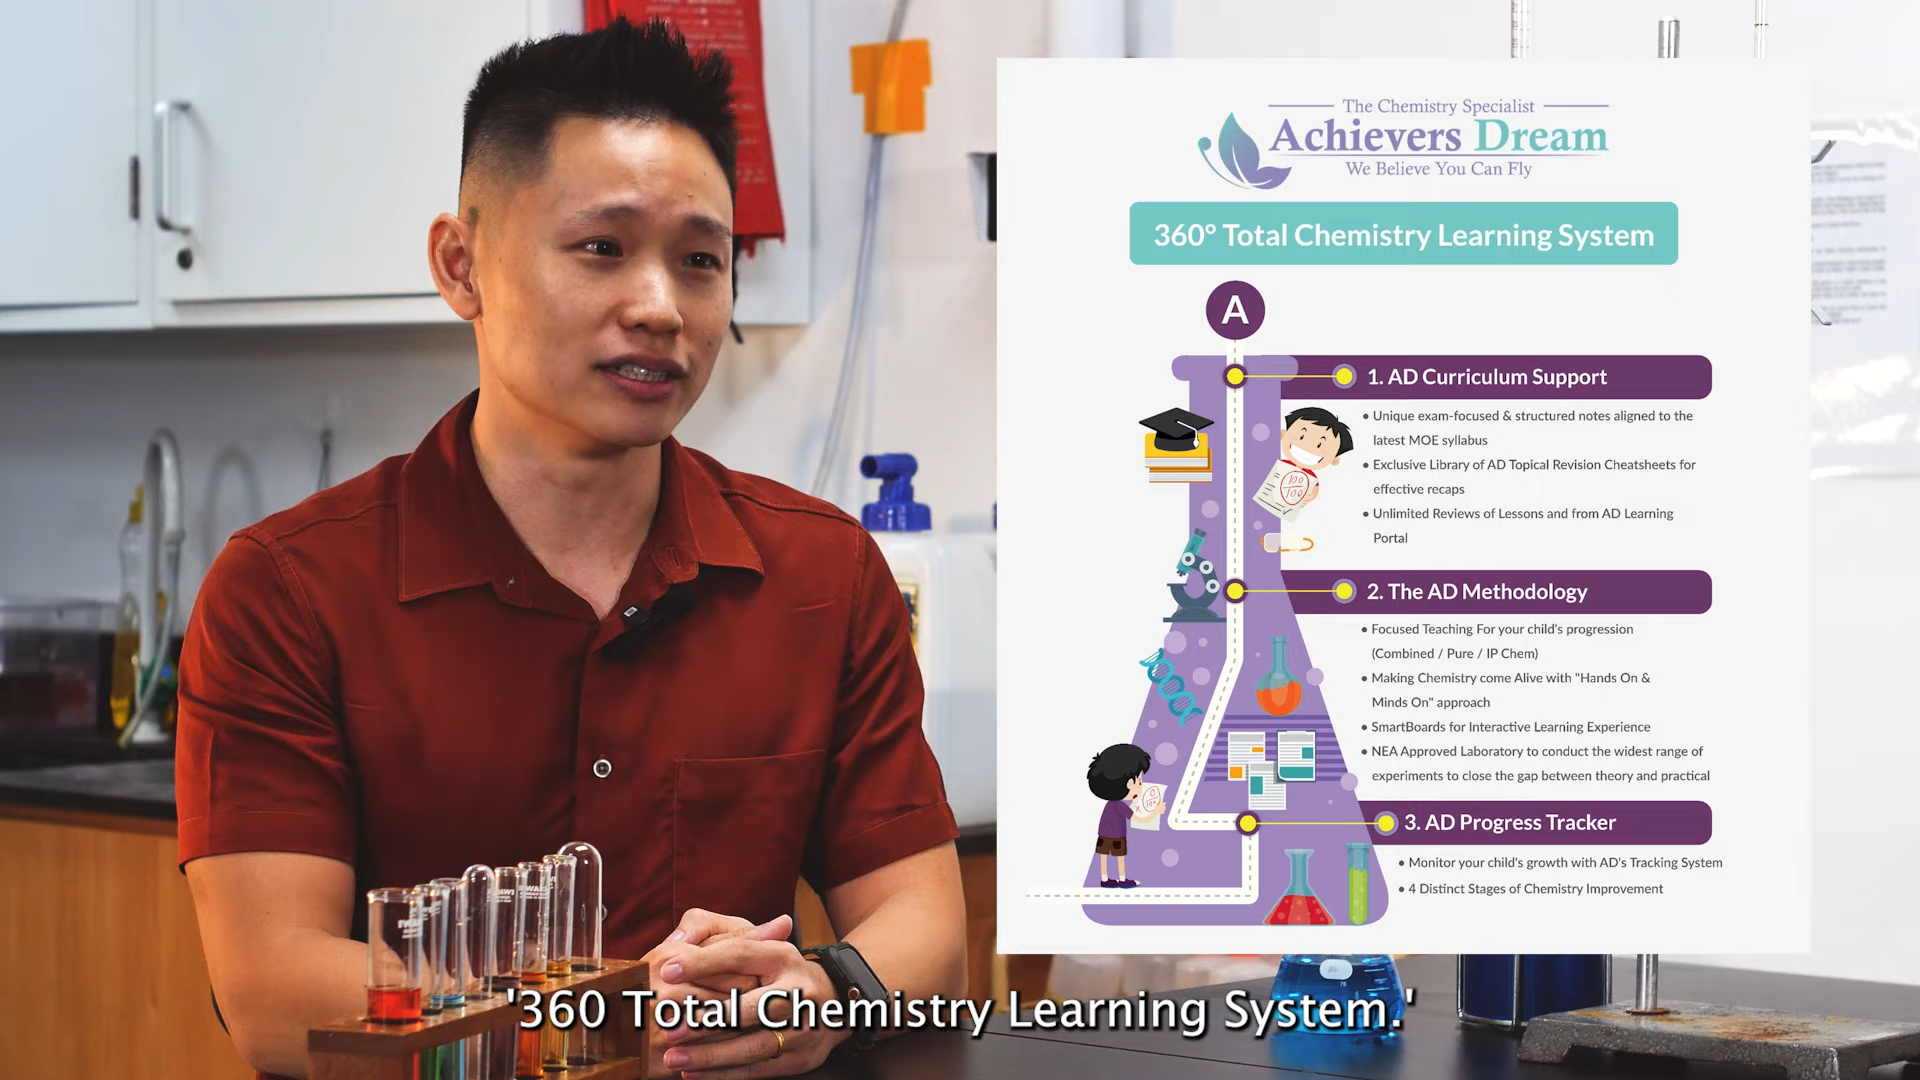 The Chemistry Specialist
Achievers Dream
We Believe You Can Fly
360° Total Chemistry Learning System
A
1. AD Curriculum Support
• Unique exam-focused & structured notes aligned to the
latest MOE syllabus
• Exclusive Library of AD Topical Revision Cheatsheets for
effective recaps
• Unlimited Reviews of Lessons and from AD Learning
Portal
100
100
2. The AD Methodology
• Focused Teaching For your child's progression
(Combined / Pure / IP Chem)
• Making Chemistry come Alive with "Hands On &
Minds On" approach
• SmartBoards for Interactive Learning Experience
• NEA Approved Laboratory to conduct the widest range of
experiments to close the gap between theory and practical
0
100
3. AD Progress Tracker
• Monitor your child's growth with AD's Tracking System
• 4 Distinct Stages of Chemistry Improvement
'360 Total Chemistry Learning System.'